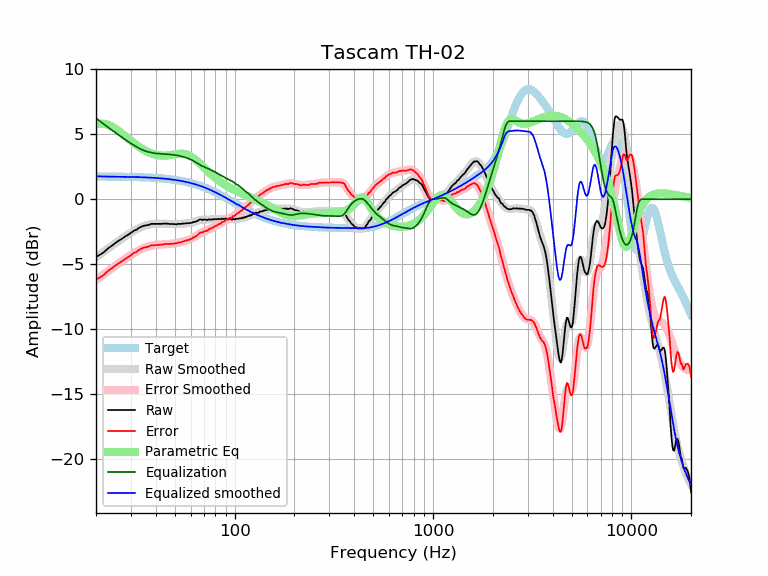 Tascam TH-02
10
5
0
−5
−10
−15
−20
Amplitude (dBr)
Target
Raw Smoothed
Error Smoothed
Raw
Error
Parametric Eq
Equalization
Equalized smoothed
100
1000
10000
Frequency (Hz)